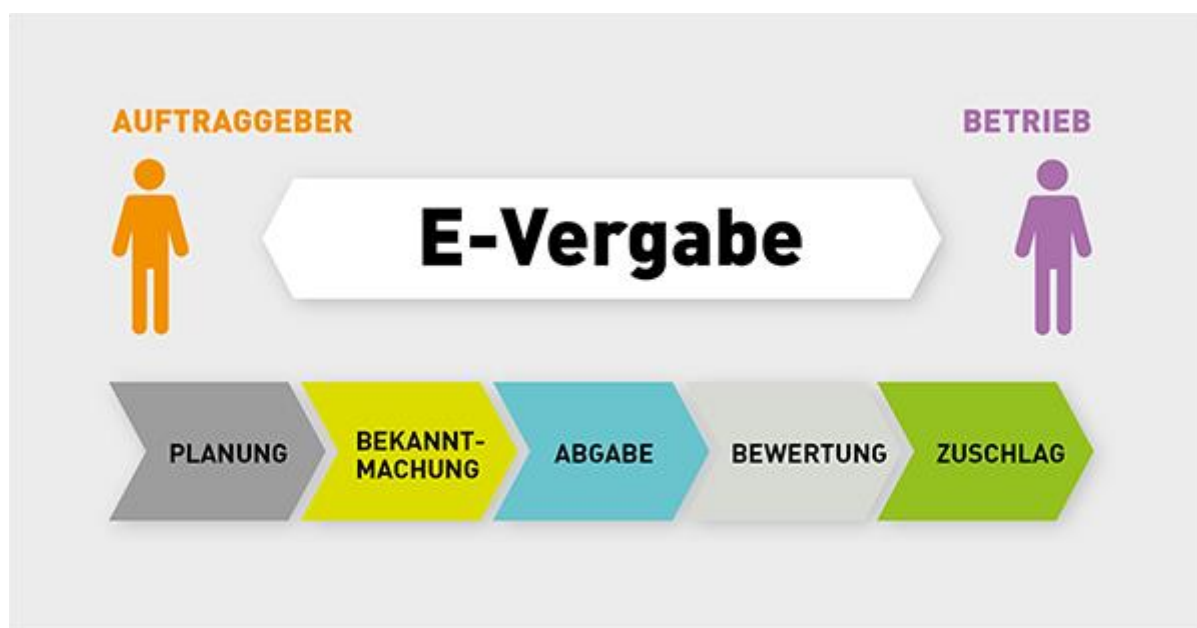 AUFTRAGGEBER
BETRIEB
E-Vergabe
PLANUNG
BEKANNT-
MACHUNG
ABGABE
BEWERTUNG
ZUSCHLAG